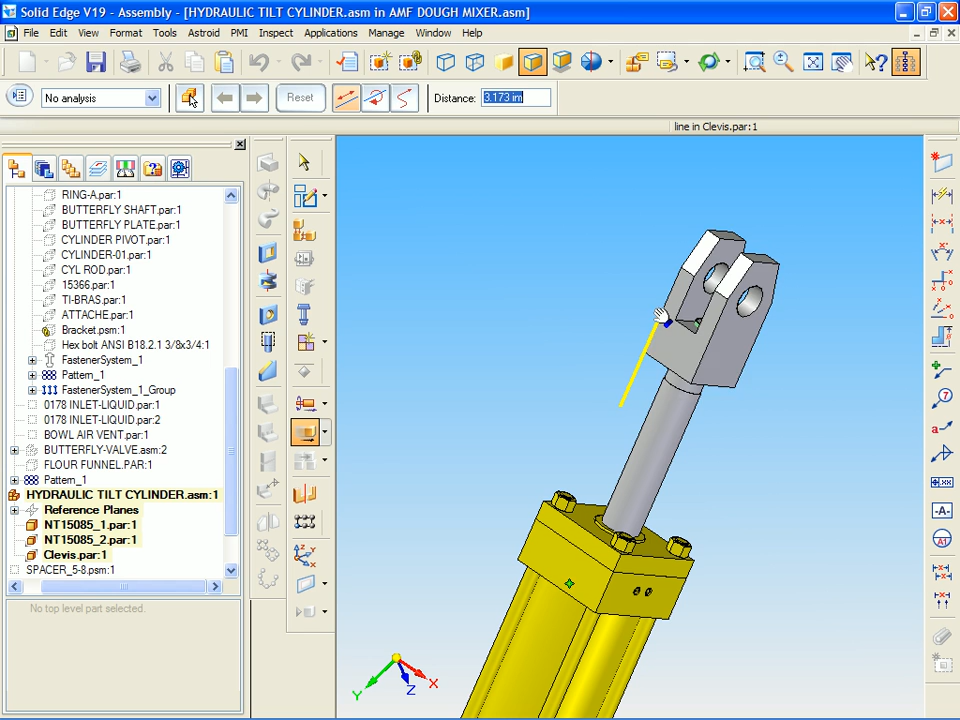 Solid Edge V19 - Assembly - [HYDRAULIC TILT CYLINDER.asm in AMF DOUGH MIXER.asm]
File Edit View Format Tools Astroid PMI Inspect Applications Manage Window Help
No analysis Reset Distance: 3.173 in
line in Clevis.par:1
RING-A.par:1
BUTTERFLY SHAFT.par:1
BUTTERFLY PLATE.par:1
CYLINDER PIVOT.par:1
CYLINDER-01.par:1
CYL ROD.par:1
15366.par:1
TI-BRAS.par:1
ATTACHE.par:1
Bracket.psm:1
Hex bolt ANSI B18.2.1 3/8x3/4:1
FastenerSystem_1
Pattern_1
FastenerSystem_1_Group
0178 INLET-LIQUID.par:1
0178 INLET-LIQUID.par:2
BOWL AIR VENT.par:1
BUTTERFLY-VALVE.asm:2
FLOUR FUNNEL.PAR:1
Pattern_1
HYDRAULIC TILT CYLINDER.asm:1
Reference Planes
NT15085_1.par:1
NT15085_2.par:1
Clevis.par:1
SPACER_5-8.psm:1
No top level part selected.
Y Z X